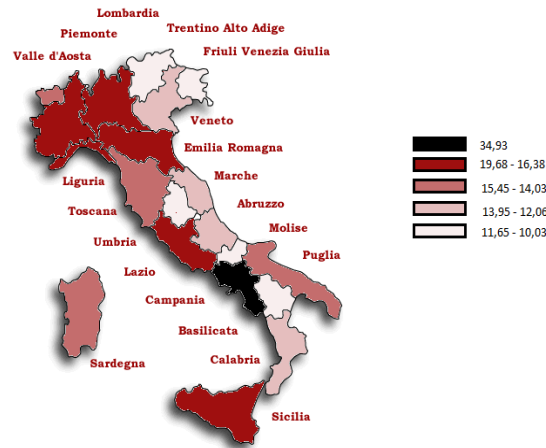 Lombardia
Trentino Alto Adige
Piemonte
Friuli Venezia Giulia
Valle d'Aosta
Veneto
Emilia Romagna
Liguria
Marche
Toscana
Abruzzo
Molise
Umbria
Puglia
Lazio
Campania
Basilicata
Calabria
Sardegna
Sicilia
34,93
19,68 - 16,38
15,45 - 14,03
13,95 - 12,06
11,65 - 10,03